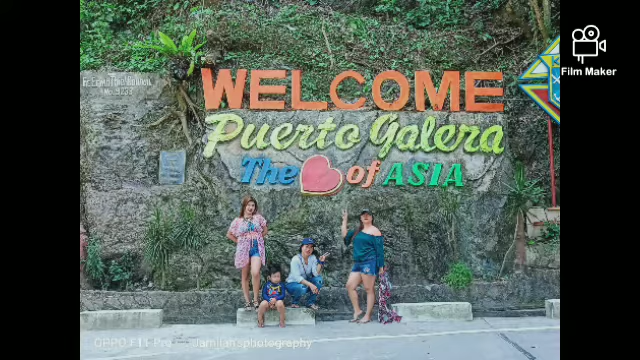 WELCOME
Puerto Galera
The of ASIA
Film Maker
OPPO F11 Pro